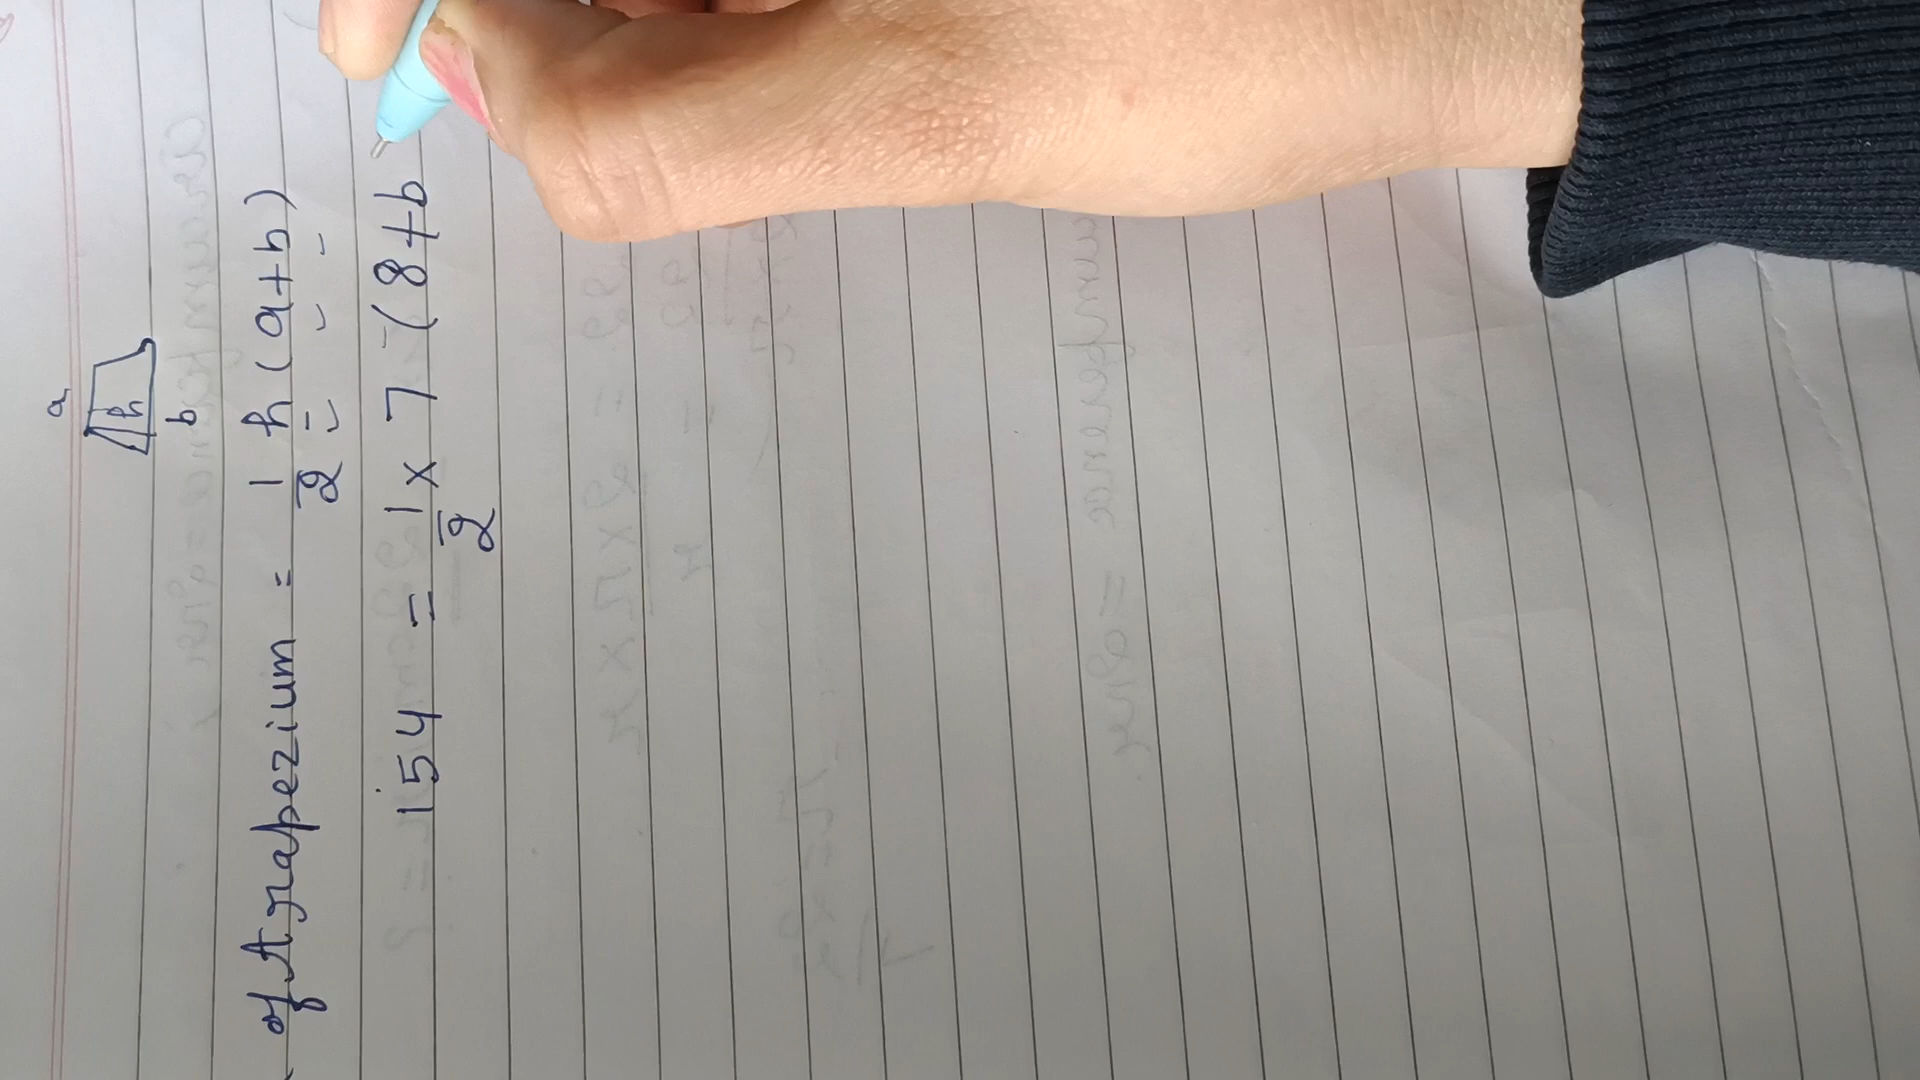 a
h
b
of trapezium = 1/2 h (a+b)
154 = 1/2 × 7 (8+b